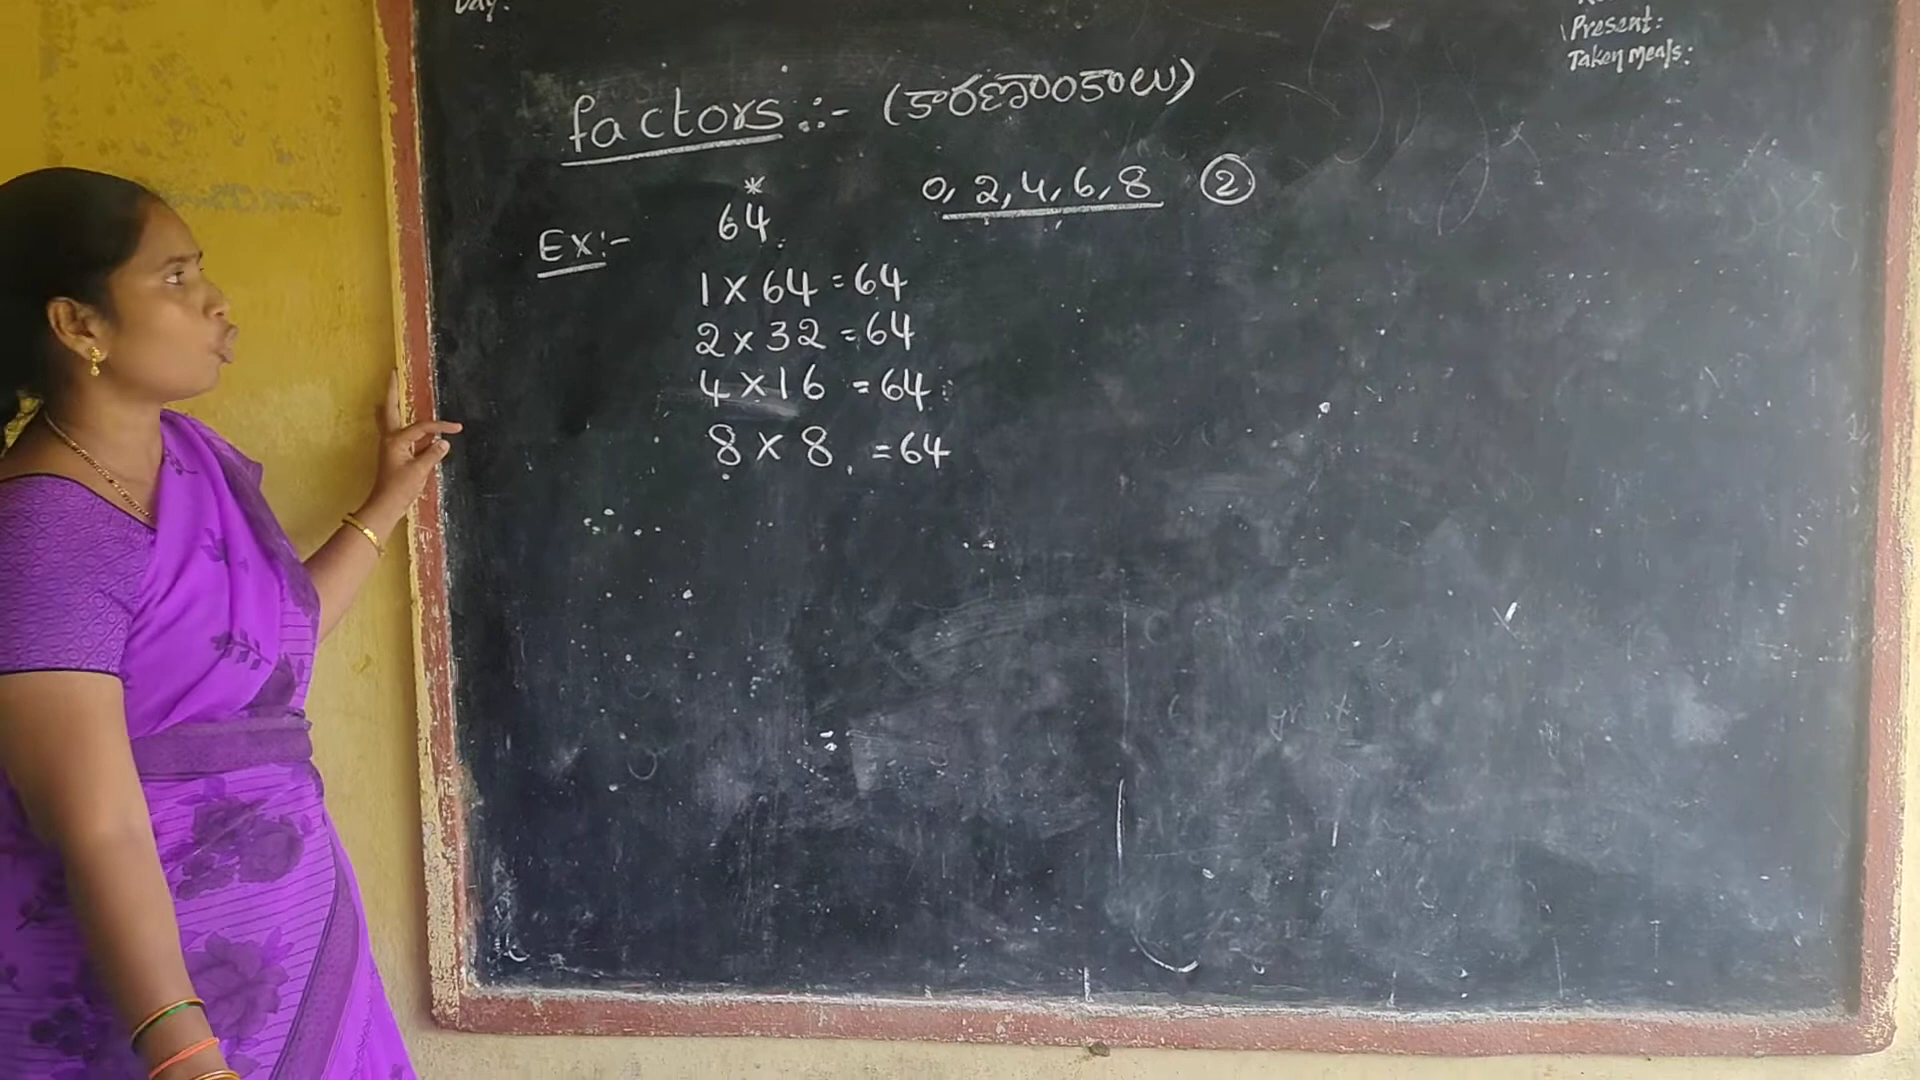 Day:
Present:
Taken meals:
factors :- (కారణాంకాలు)
0, 2, 4, 6, 8 2
*
Ex:- 64
1 x 64 = 64
2 x 32 = 64
4 x 16 = 64
8 x 8 = 64